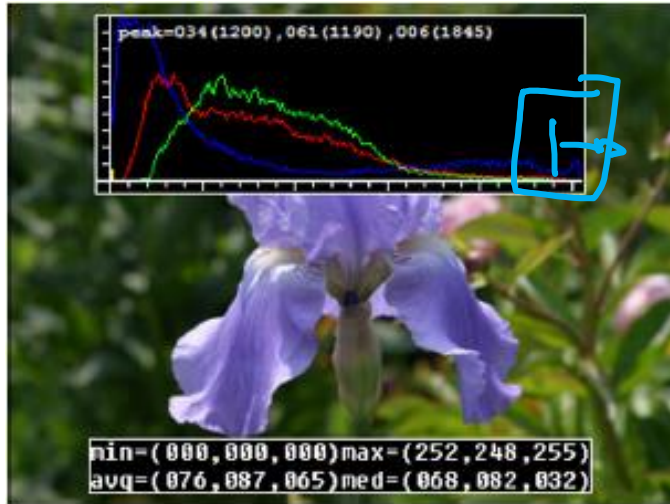 peak=034(1200),061(1190),006(1845)
min=(000,000,000)max=(252,248,255)
avg=(076,087,065)med=(068,082,032)